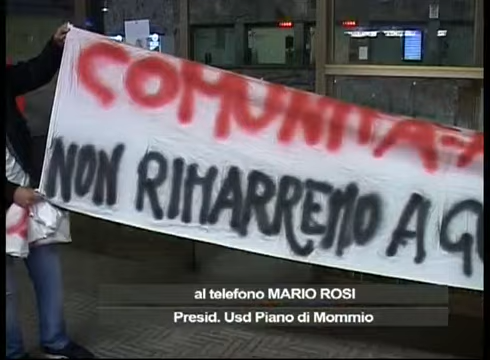 COMUNITA-
NON RIMARREMO A
al telefono MARIO ROSI
Presid. Usd Piano di Mommio